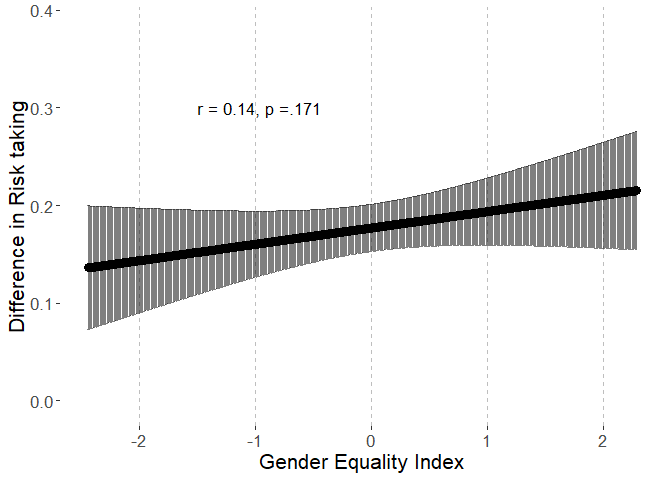 0.4
0.3
0.2
0.1
0.0
Difference in Risk taking
r = 0.14, p =.171
-2 -1 0 1 2
Gender Equality Index